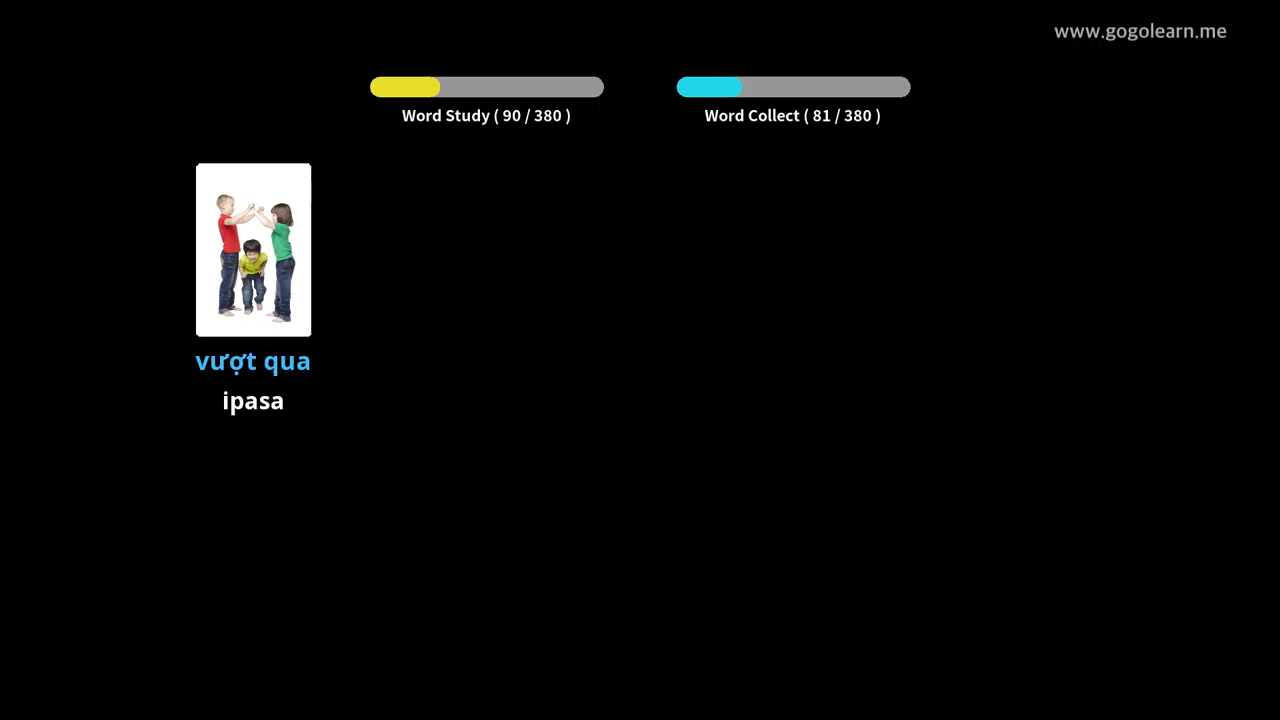 www.gogolearn.me
Word Study ( 90 / 380 )
Word Collect ( 81 / 380 )
vượt qua
ipasa